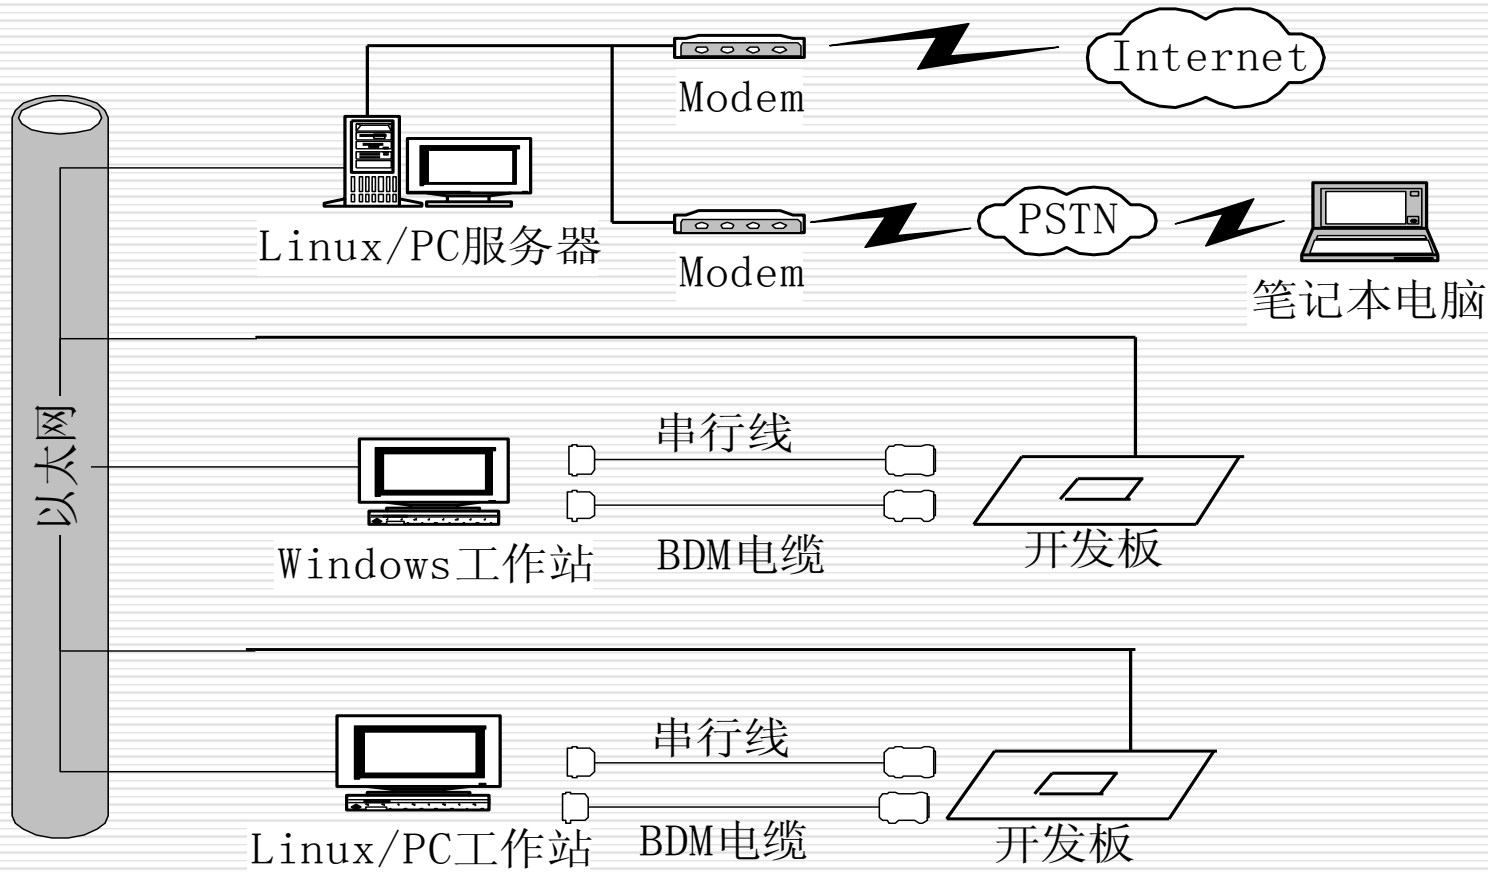 Internet
Modem
PSTN
Linux/PC服务器
Modem
笔记本电脑
以太网
串行线
Windows工作站
BDM电缆
开发板
串行线
Linux/PC工作站
BDM电缆
开发板